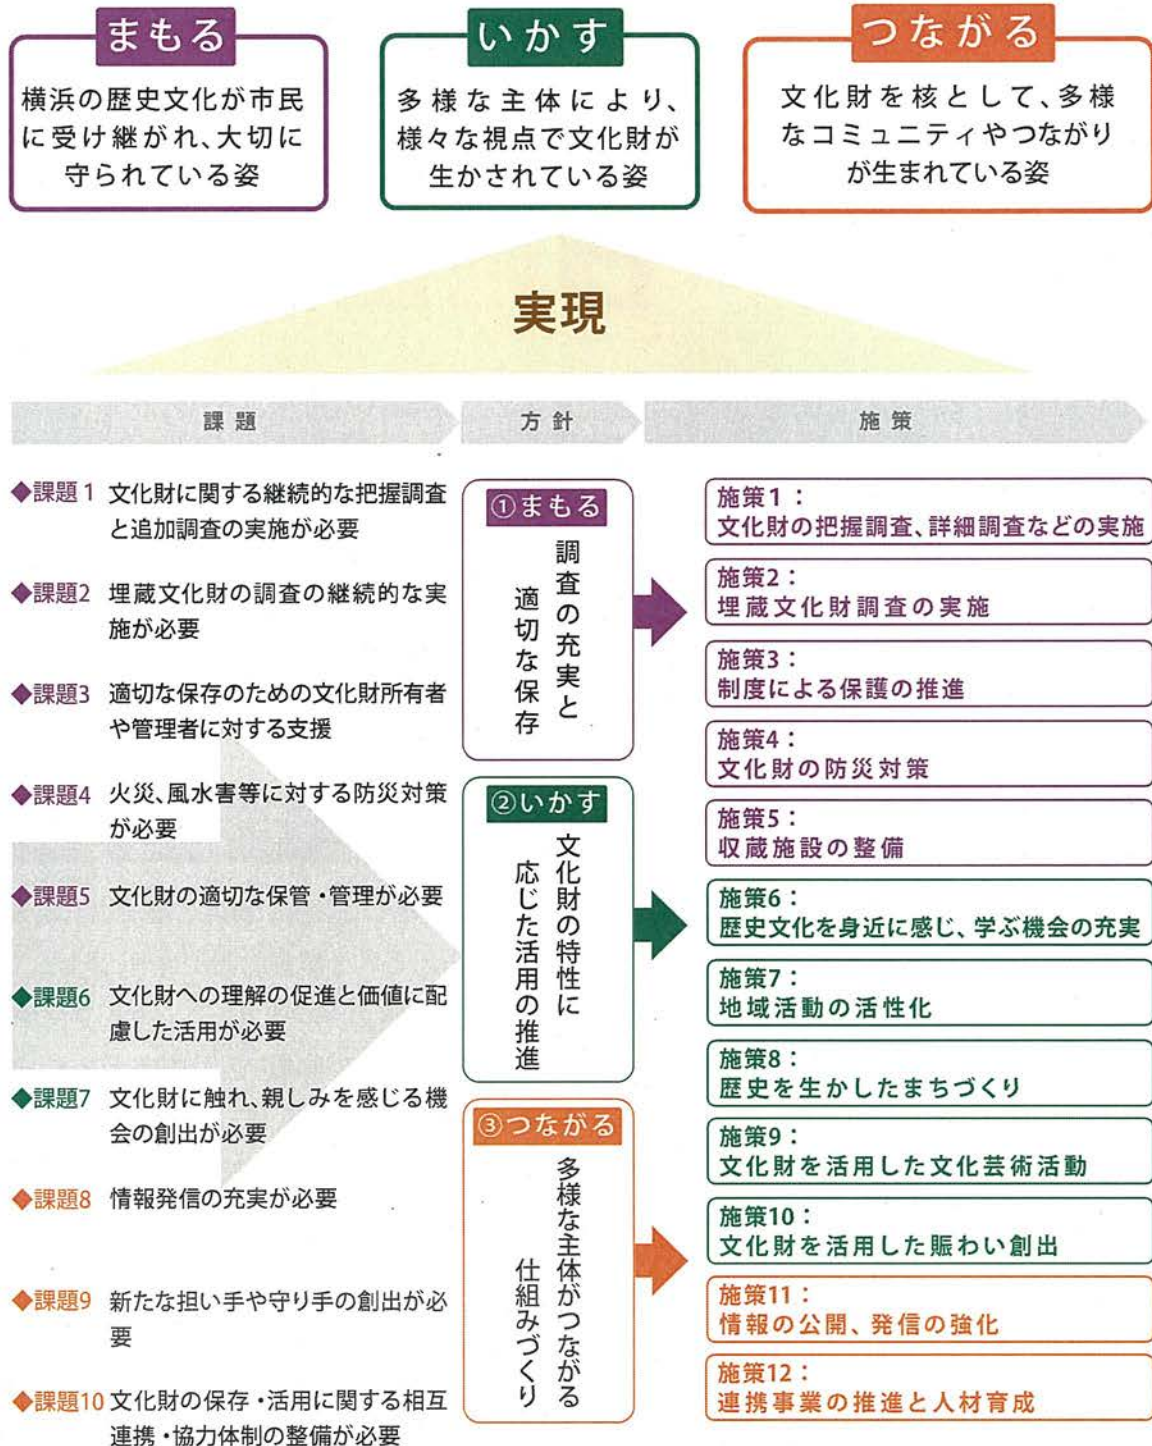 まもる
横浜の歴史文化が市民
に受け継がれ、大切に
守られている姿
いかす
多様な主体により、
様々な視点で文化財が
生かされている姿
つながる
文化財を核として、多様
なコミュニティやつながり
が生まれている姿
実現
課題
方針
施策
◆課題1 文化財に関する継続的な把握調査
と追加調査の実施が必要
◆課題2 埋蔵文化財の調査の継続的な実
施が必要
◆課題3 適切な保存のための文化財所有者
や管理者に対する支援
◆課題4 火災、風水害等に対する防災対策
が必要
◆課題5 文化財の適切な保管・管理が必要
◆課題6 文化財への理解の促進と価値に配
慮した活用が必要
◆課題7 文化財に触れ、親しみを感じる機
会の創出が必要
◆課題8 情報発信の充実が必要
◆課題9 新たな担い手や守り手の創出が必
要
◆課題10 文化財の保存・活用に関する相互
連携・協力体制の整備が必要
①まもる
調査の充実と
適切な保存
②いかす
文化財の特性に
応じた活用の推進
③つながる
多様な主体がつながる
仕組みづくり
施策1：
文化財の把握調査、詳細調査などの実施
施策2：
埋蔵文化財調査の実施
施策3：
制度による保護の推進
施策4：
文化財の防災対策
施策5：
収蔵施設の整備
施策6：
歴史文化を身近に感じ、学ぶ機会の充実
施策7：
地域活動の活性化
施策8：
歴史を生かしたまちづくり
施策9：
文化財を活用した文化芸術活動
施策10：
文化財を活用した賑わい創出
施策11：
情報の公開、発信の強化
施策12：
連携事業の推進と人材育成